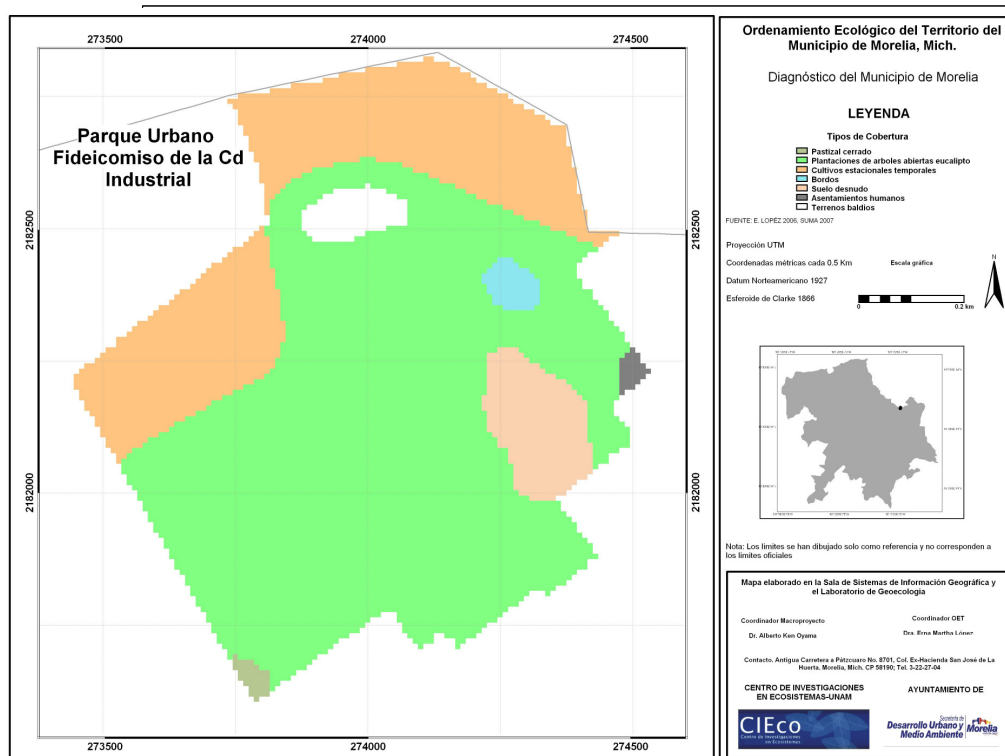 273500
274000
274500
2182500
2182000
Parque Urbano
Fideicomiso de la Cd
Industrial
2182500
2182000
273500
274000
274500
Ordenamiento Ecológico del Territorio del
Municipio de Morelia, Mich.
Diagnóstico del Municipio de Morelia
LEYENDA
Tipos de Cobertura
Pastizal cerrado
Plantaciones de arboles abiertas eucalipto
Cultivos estacionales temporales
Bordos
Suelo desnudo
Asentamientos humanos
Terrenos baldios
FUENTE: E. LOPÉZ 2006, SUMA 2007
Proyección UTM
Coordenadas métricas cada 0.5 Km
Escala gráfica
N
Datum Norteamericano 1927
Esferoide de Clarke 1866
0
0.2 km
Nota: Los limites se han dibujado solo como referencia y no corresponden a
los limites oficiales
Mapa elaborado en la Sala de Sistemas de Información Geográfica y
el Laboratorio de Geoecología
Coordinador Macroproyecto
Coordinador OET
Dr. Alberto Ken Oyama
Dra. Erna Martha López
Contacto. Antigua Carretera a Pátzcuaro No. 8701, Col. Ex-Hacienda San José de La
Huerta. Morelia, Mich. CP 58190; Tel. 3-22-27-04
CENTRO DE INVESTIGACIONES
EN ECOSISTEMAS-UNAM
AYUNTAMIENTO DE
CIEco
Centro de Investigaciones
en Ecosistemas
Secretaría de
Desarrollo Urbano y
Medio Ambiente
Morelia